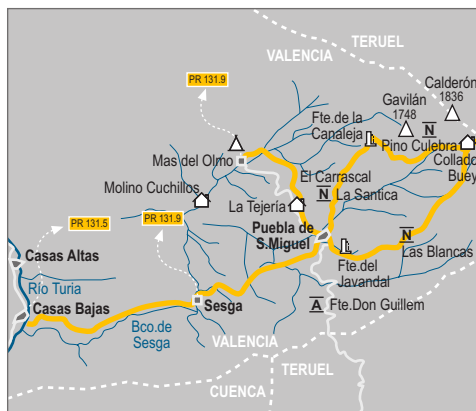 TERUEL
VALENCIA
PR 131.9
Calderón
1836
Gavilán
1748
Fte.de la
Canaleja
N
Pino Culebra
Collado
Buey
Mas del Olmo
El Carrascal
N
La Santica
Molino Cuchillos
La Tejería
PR 131.5
PR 131.9
Puebla de
S.Miguel
N
Las Blancas
Casas Altas
Fte.del
Javandal
Río Turia
Casas Bajas
Sesga
A
Fte.Don Guillem
Bco.de
Sesga
VALENCIA
TERUEL
CUENCA